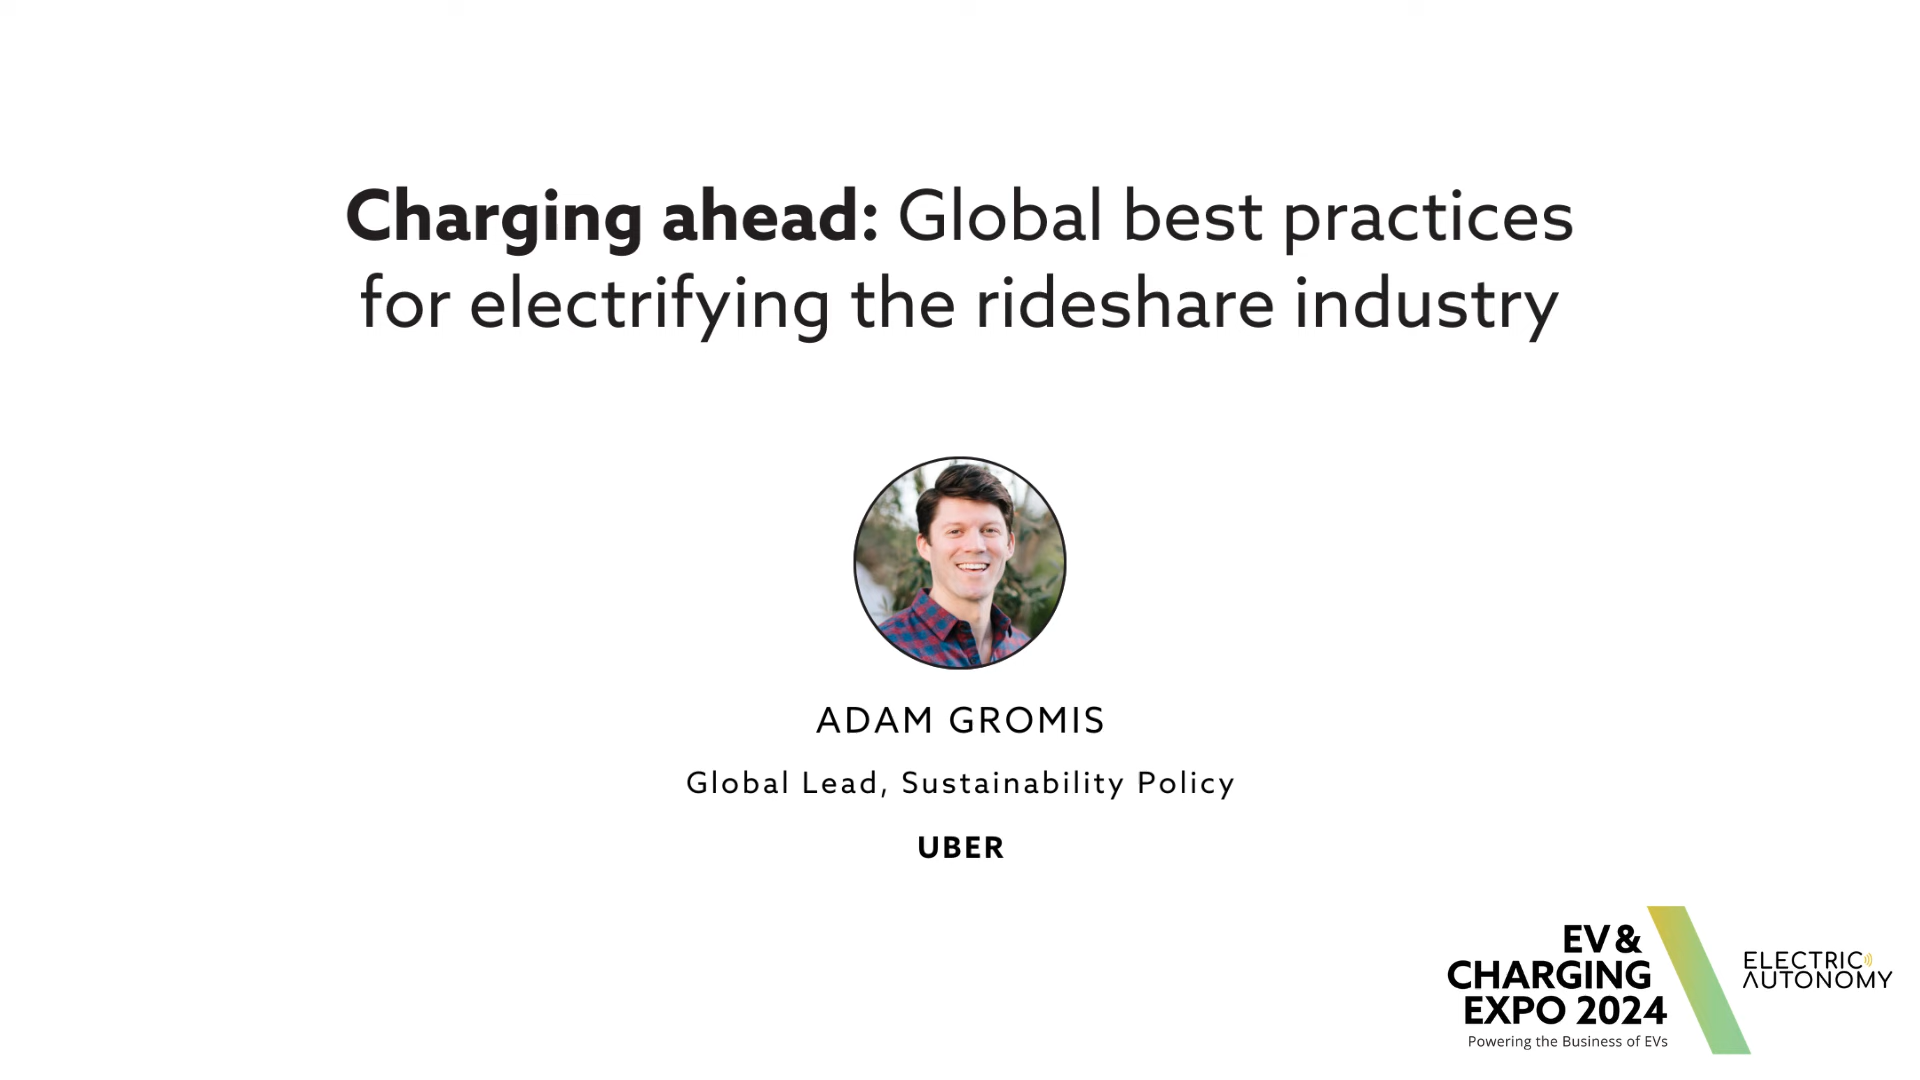 Charging ahead: Global best practices
for electrifying the rideshare industry
ADAM GROMIS
Global Lead, Sustainability Policy
UBER
EV &
CHARGING
EXPO 2024
Powering the Business of EVs
ELECTRIC
AUTONOMY